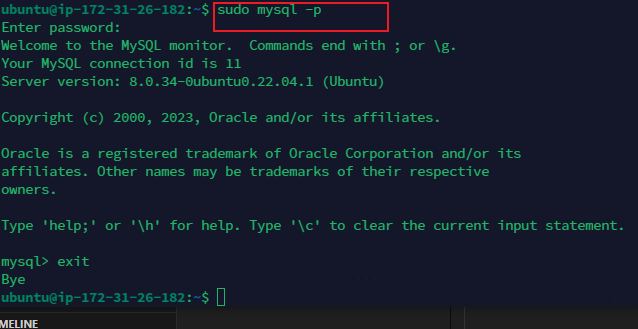 ubuntu@ip-172-31-26-182:~$ sudo mysql -p
Enter password:
Welcome to the MySQL monitor.  Commands end with ; or \g.
Your MySQL connection id is 11
Server version: 8.0.34-0ubuntu0.22.04.1 (Ubuntu)

Copyright (c) 2000, 2023, Oracle and/or its affiliates.

Oracle is a registered trademark of Oracle Corporation and/or its
affiliates. Other names may be trademarks of their respective
owners.

Type 'help;' or '\h' for help. Type '\c' to clear the current input statement.

mysql> exit
Bye
ubuntu@ip-172-31-26-182:~$
MELINE